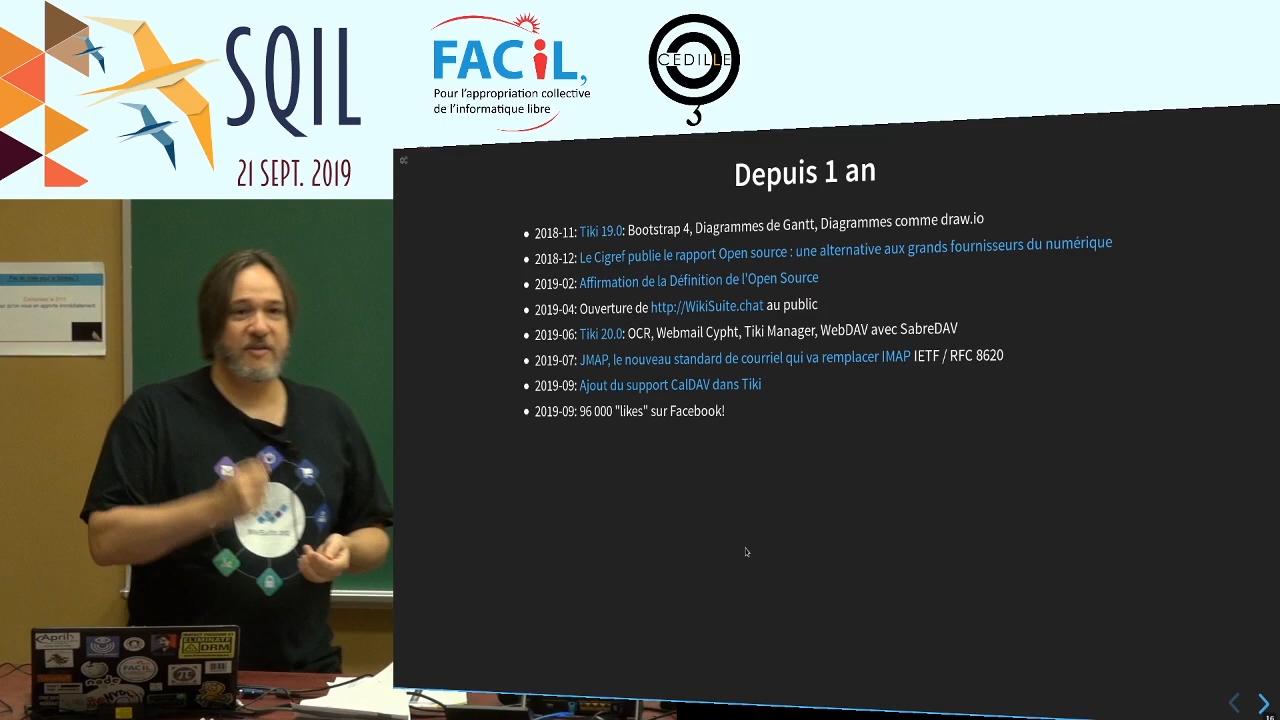 SQIL
21 SEPT. 2019
FACiL,
Pour l'appropriation collective
de l'informatique libre
CEDILLE
Depuis 1 an
2018-11: Tiki 19.0: Bootstrap 4, Diagrammes de Gantt, Diagrammes comme draw.io
2018-12: Le Cigref publie le rapport Open source : une alternative aux grands fournisseurs du numérique
2019-02: Affirmation de la Définition de l'Open Source
2019-04: Ouverture de http://WikiSuite.chat au public
2019-06: Tiki 20.0: OCR, Webmail Cypht, Tiki Manager, WebDAV avec SabreDAV
2019-07: JMAP, le nouveau standard de courriel qui va remplacer IMAP IETF / RFC 8620
2019-09: Ajout du support CalDAV dans Tiki
2019-09: 96 000 "likes" sur Facebook!
April
FACiL
ELIMINATE
DRM
node